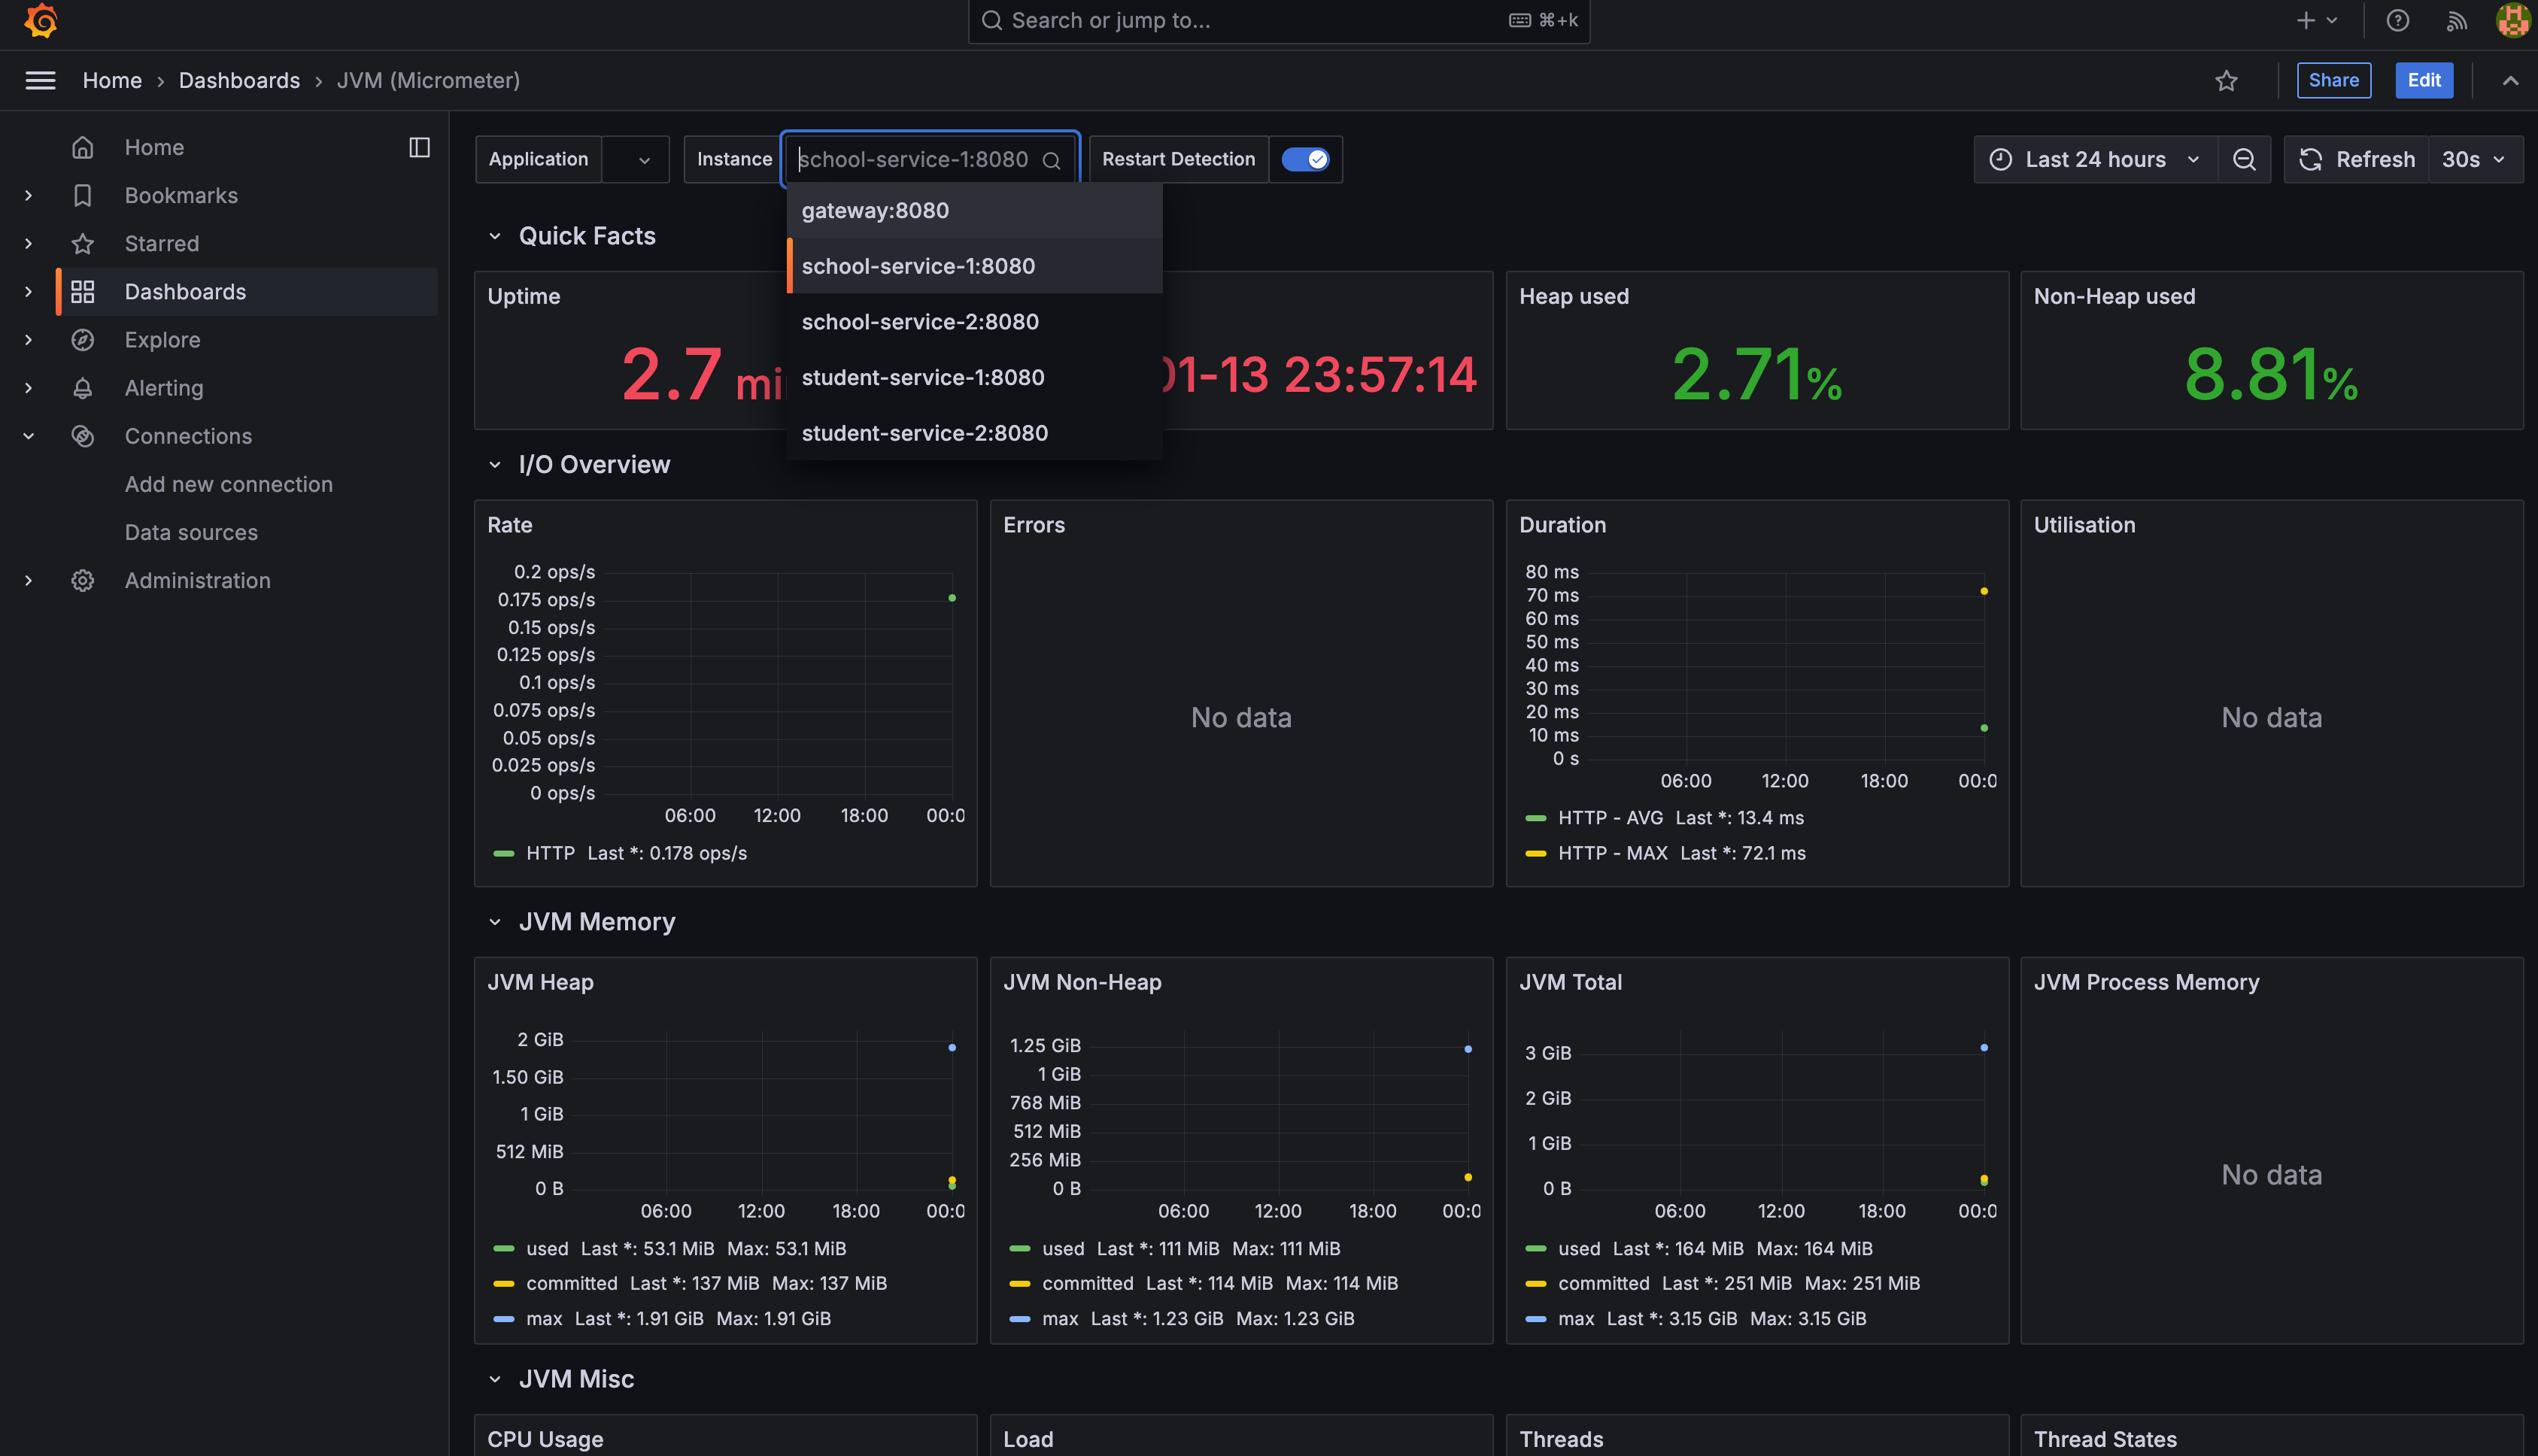 Search or jump to...
⌘+k
Home › Dashboards › JVM (Micrometer)
Share
Edit
Home
Bookmarks
Starred
Dashboards
Explore
Alerting
Connections
Add new connection
Data sources
Administration
Application
Instance
school-service-1:8080
Restart Detection
Last 24 hours
Refresh
30s
gateway:8080
school-service-1:8080
school-service-2:8080
student-service-1:8080
student-service-2:8080
Quick Facts
Uptime
2.7
01-13 23:57:14
Heap used
2.71%
Non-Heap used
8.81%
I/O Overview
Rate
0.2 ops/s
0.175 ops/s
0.15 ops/s
0.125 ops/s
0.1 ops/s
0.075 ops/s
0.05 ops/s
0.025 ops/s
0 ops/s
06:00 12:00 18:00 00:0
HTTP Last *: 0.178 ops/s
Errors
No data
Duration
80 ms
70 ms
60 ms
50 ms
40 ms
30 ms
20 ms
10 ms
0 s
06:00 12:00 18:00 00:0
HTTP - AVG Last *: 13.4 ms
HTTP - MAX Last *: 72.1 ms
Utilisation
No data
JVM Memory
JVM Heap
2 GiB
1.50 GiB
1 GiB
512 MiB
0 B
06:00 12:00 18:00 00:0
used Last *: 53.1 MiB Max: 53.1 MiB
committed Last *: 137 MiB Max: 137 MiB
max Last *: 1.91 GiB Max: 1.91 GiB
JVM Non-Heap
1.25 GiB
1 GiB
768 MiB
512 MiB
256 MiB
0 B
06:00 12:00 18:00 00:0
used Last *: 111 MiB Max: 111 MiB
committed Last *: 114 MiB Max: 114 MiB
max Last *: 1.23 GiB Max: 1.23 GiB
JVM Total
3 GiB
2 GiB
1 GiB
0 B
06:00 12:00 18:00 00:0
used Last *: 164 MiB Max: 164 MiB
committed Last *: 251 MiB Max: 251 MiB
max Last *: 3.15 GiB Max: 3.15 GiB
JVM Process Memory
No data
JVM Misc
CPU Usage
Load
Threads
Thread States